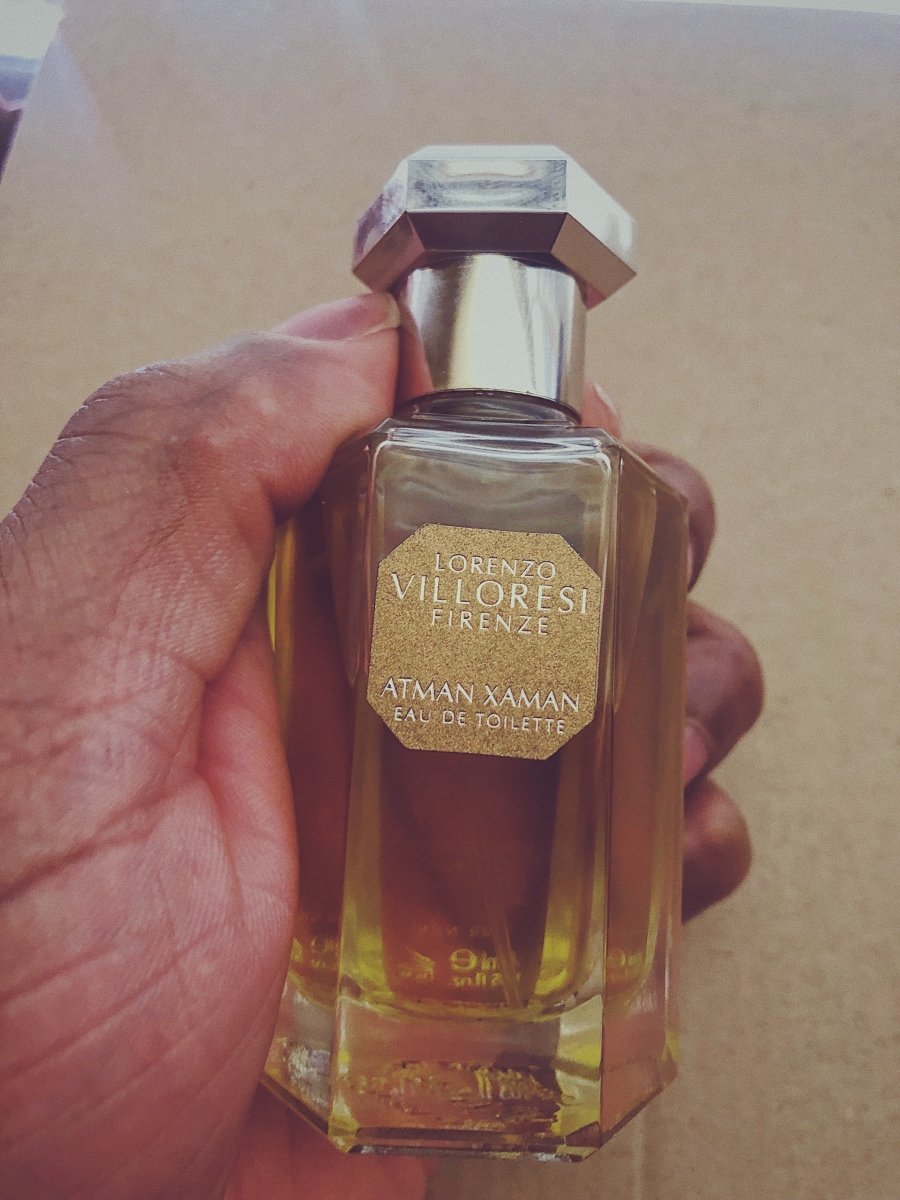 LORENZO
VILLORESI
FIRENZE
ATMAN XAMAN
EAU DE TOILETTE